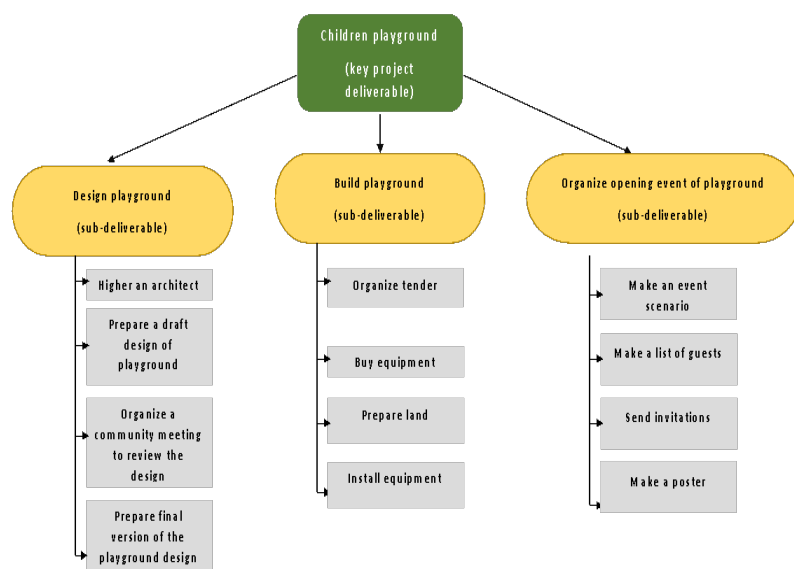 Children playground
(key project
deliverable)
Design playground
(sub-deliverable)
Higher an architect
Prepare a draft
design of
playground
Organize a
community meeting
to review the
design
Prepare final
version of the
playground design
Build playground
(sub-deliverable)
Organize tender
Buy equipment
Prepare land
Install equipment
Organize opening event of playground
(sub-deliverable)
Make an event
scenario
Make a list of guests
Send invitations
Make a poster